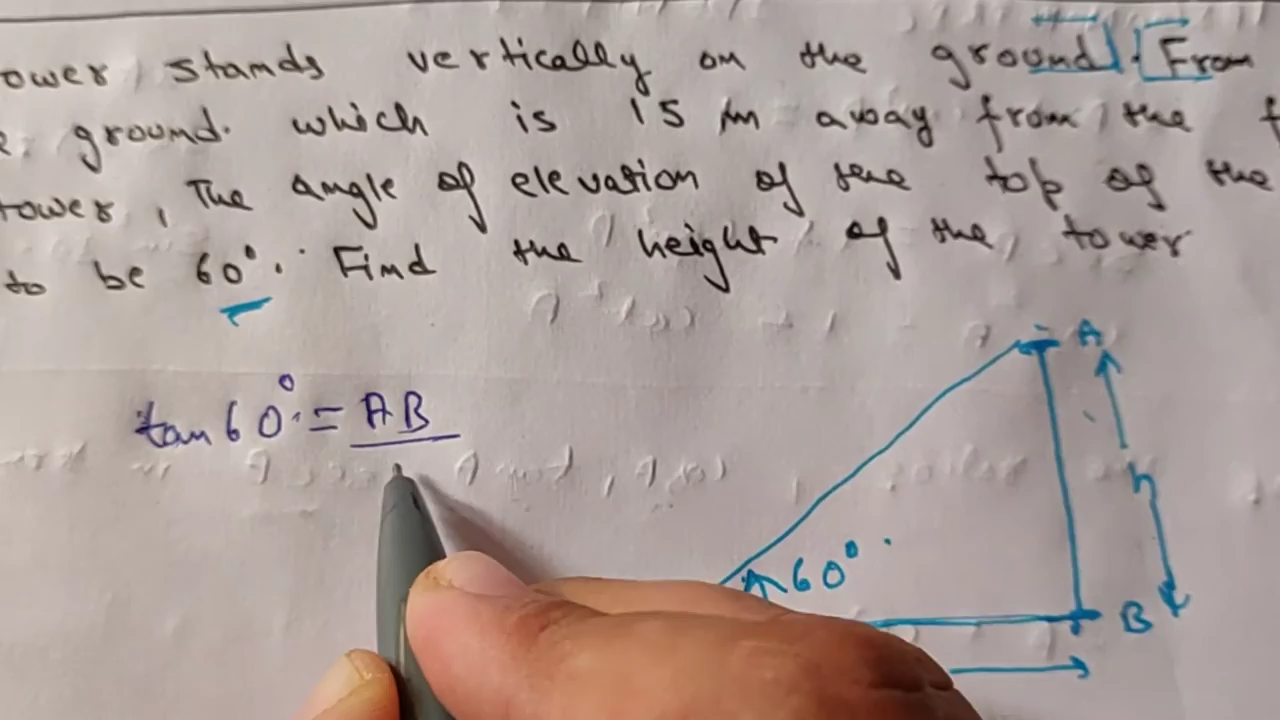 ower stands vertically on the ground. From
ground. which is 15 m away from the
tower, The angle of elevation of the top of the
to be 60°. Find the height of the tower
tan 60° = AB
A
h
60°
B